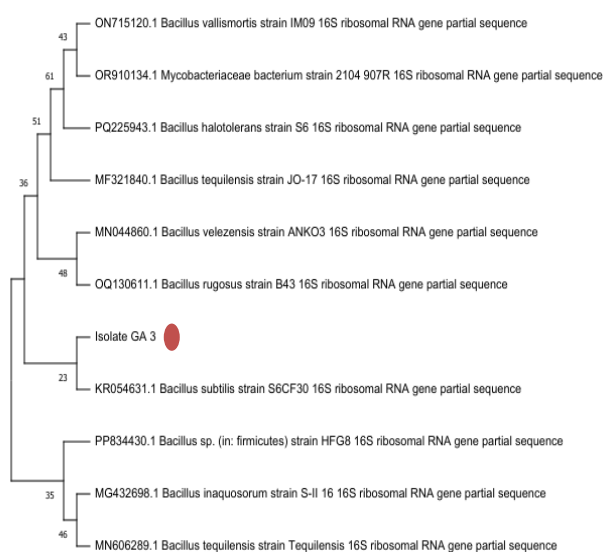 ON715120.1 Bacillus vallismortis strain IM09 16S ribosomal RNA gene partial sequence
43
OR910134.1 Mycobacteriaceae bacterium strain 2104 907R 16S ribosomal RNA gene partial sequence
61
PQ225943.1 Bacillus halotolerans strain S6 16S ribosomal RNA gene partial sequence
51
MF321840.1 Bacillus tequilensis strain JO-17 16S ribosomal RNA gene partial sequence
36
MN044860.1 Bacillus velezensis strain ANKO3 16S ribosomal RNA gene partial sequence
48
OQ130611.1 Bacillus rugosus strain B43 16S ribosomal RNA gene partial sequence
Isolate GA 3
23
KR054631.1 Bacillus subtilis strain S6CF30 16S ribosomal RNA gene partial sequence
PP834430.1 Bacillus sp. (in: firmicutes) strain HFG8 16S ribosomal RNA gene partial sequence
35
MG432698.1 Bacillus inaquosorum strain S-II 16 16S ribosomal RNA gene partial sequence
46
MN606289.1 Bacillus tequilensis strain Tequilensis 16S ribosomal RNA gene partial sequence